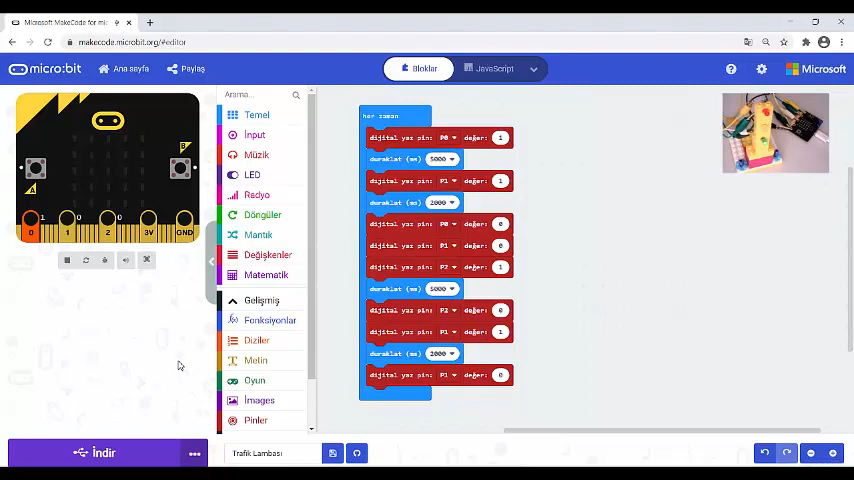 Microsoft MakeCode for mic
makecode.microbit.org/#editor
micro:bit
Ana sayfa
Paylaş
Bloklar
JavaScript
Microsoft
Arama...
Temel
Input
Müzik
LED
Radyo
Döngüler
Mantık
Değişkenler
Matematik
Gelişmiş
Fonksiyonlar
Diziler
Metin
Oyun
Images
Pinler
A
B
1
0
0
0
1
2
3V
GND
her zaman
dijital yaz pin: P0 değer: 1
duraklat (ms) 5000
dijital yaz pin: P1 değer: 1
duraklat (ms) 2000
dijital yaz pin: P0 değer: 0
dijital yaz pin: P1 değer: 0
dijital yaz pin: P2 değer: 1
duraklat (ms) 5000
dijital yaz pin: P2 değer: 0
dijital yaz pin: P1 değer: 1
duraklat (ms) 2000
dijital yaz pin: P1 değer: 0
İndir
Trafik Lambası